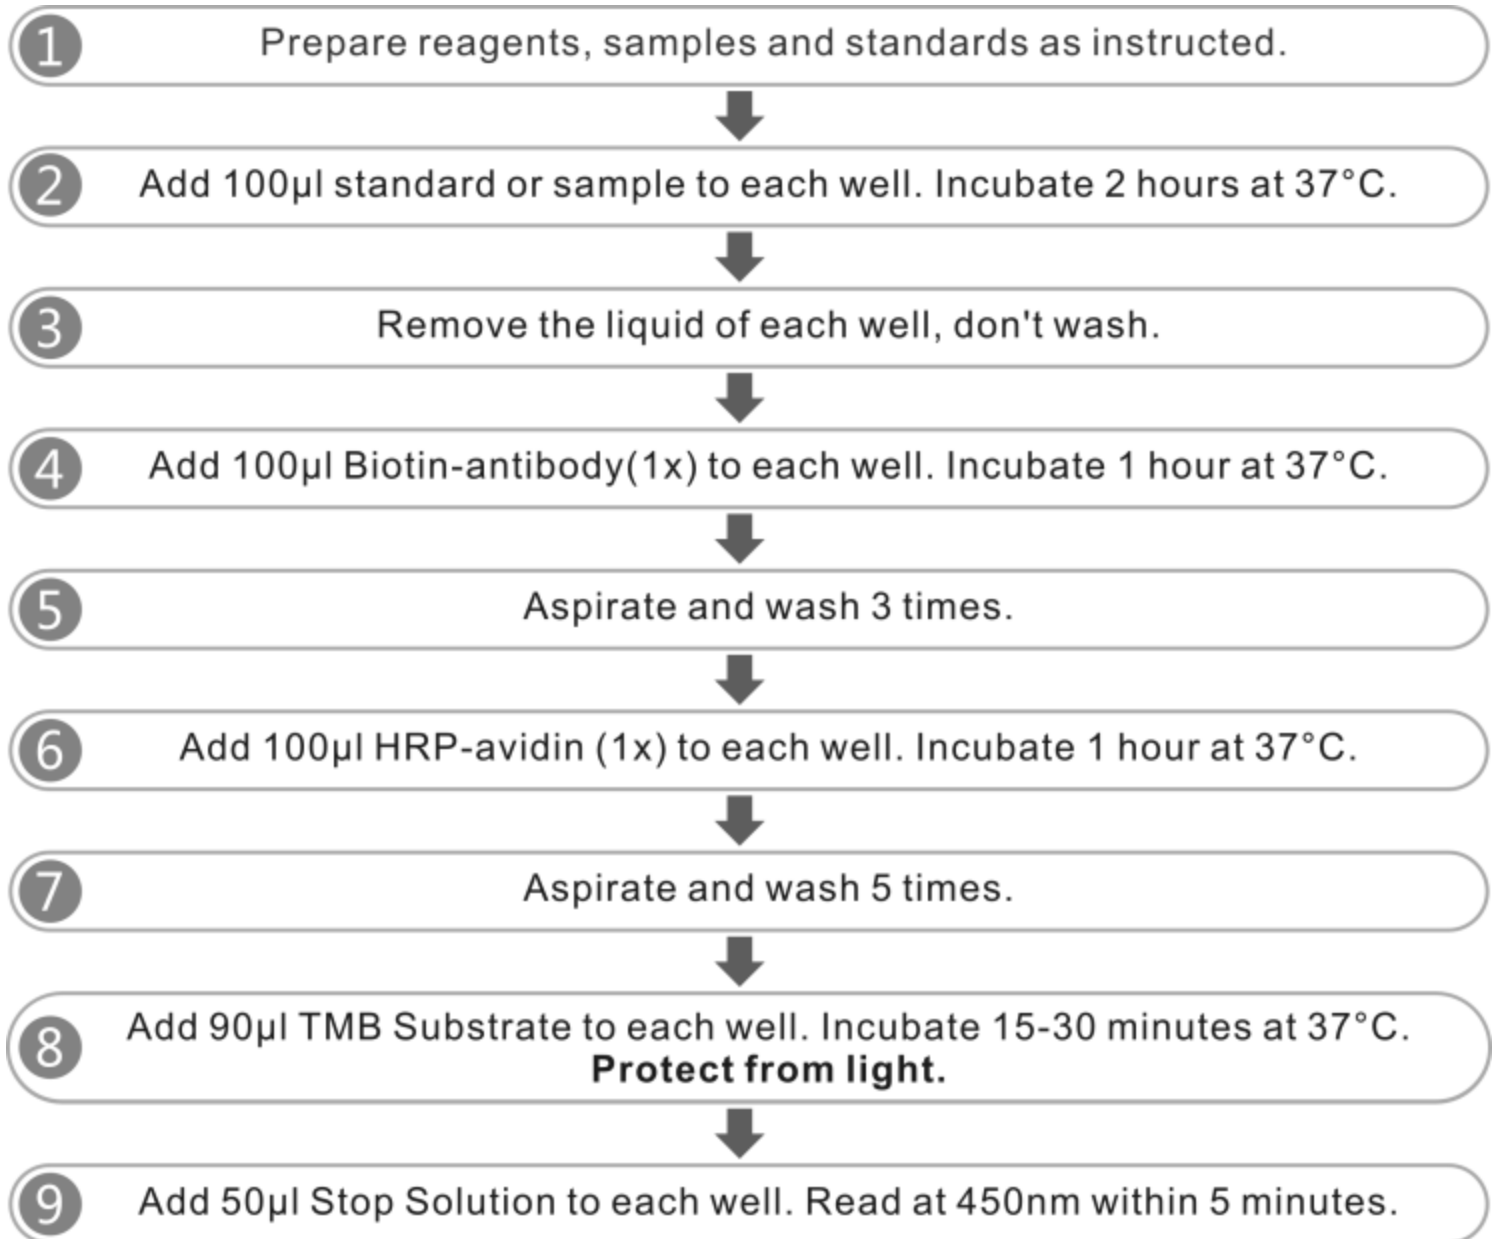 1 Prepare reagents, samples and standards as instructed.
2 Add 100µl standard or sample to each well. Incubate 2 hours at 37°C.
3 Remove the liquid of each well, don't wash.
4 Add 100µl Biotin-antibody(1x) to each well. Incubate 1 hour at 37°C.
5 Aspirate and wash 3 times.
6 Add 100µl HRP-avidin (1x) to each well. Incubate 1 hour at 37°C.
7 Aspirate and wash 5 times.
8 Add 90µl TMB Substrate to each well. Incubate 15-30 minutes at 37°C.
Protect from light.
9 Add 50µl Stop Solution to each well. Read at 450nm within 5 minutes.